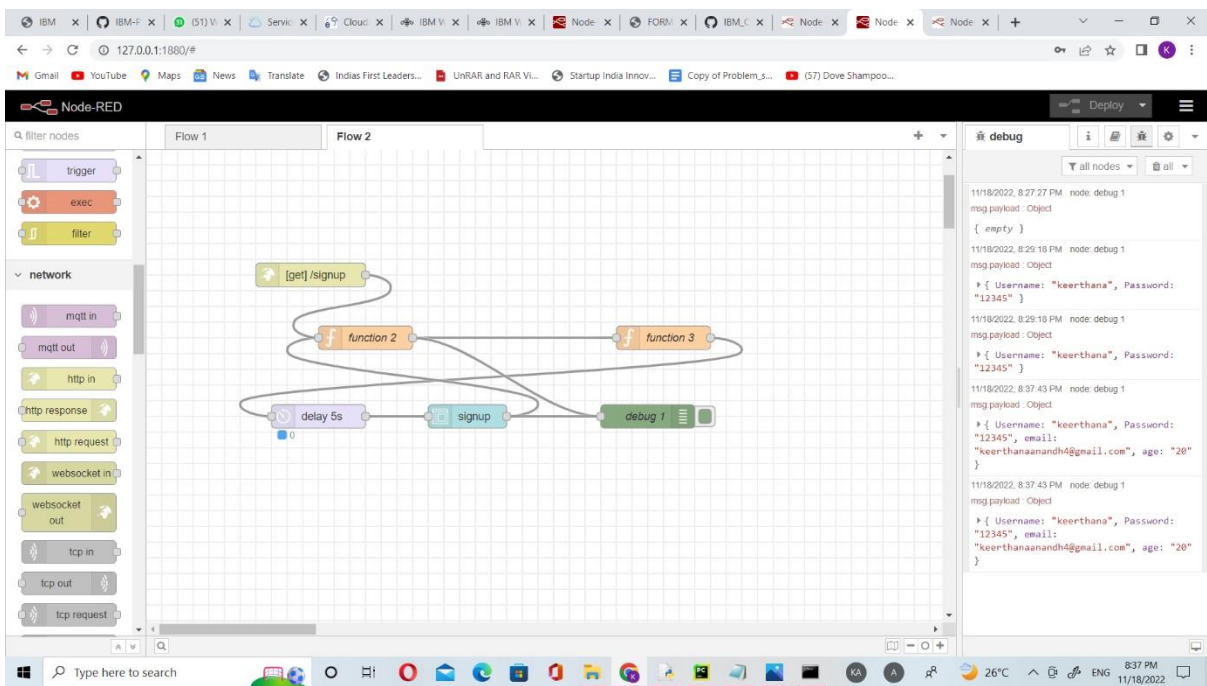 IBM
IBM-F
(51) W
Servic
Cloud
IBM W
IBM W
Node
FORM
IBM_C
Node
Node
Node
127.0.0.1:1880/#
Gmail YouTube Maps News Translate Indias First Leaders... UnRAR and RAR Vi... Startup India Innov... Copy of Problem_s... (57) Dove Shampoo...
K
Node-RED
Deploy
filter nodes
trigger
exec
filter
network
mqtt in
mqtt out
http in
http response
http request
websocket in
websocket
out
tcp in
tcp out
tcp request
Flow 1
Flow 2
[get] /signup
function 2
function 3
delay 5s
0
signup
debug 1
debug
all nodes
all
11/18/2022, 8:27:27 PM node: debug 1
msg.payload : Object
{ empty }
11/18/2022, 8:29:18 PM node: debug 1
msg.payload : Object
{ Username: "keerthana", Password:
"12345" }
11/18/2022, 8:29:18 PM node: debug 1
msg.payload : Object
{ Username: "keerthana", Password:
"12345" }
11/18/2022, 8:37:43 PM node: debug 1
msg.payload : Object
{ Username: "keerthana", Password:
"12345", email:
"keerthanaanandh4@gmail.com", age: "20"
}
11/18/2022, 8:37:43 PM node: debug 1
msg.payload : Object
{ Username: "keerthana", Password:
"12345", email:
"keerthanaanandh4@gmail.com", age: "20"
}
Type here to search
KA
A
26°C
ENG
8:37 PM
11/18/2022